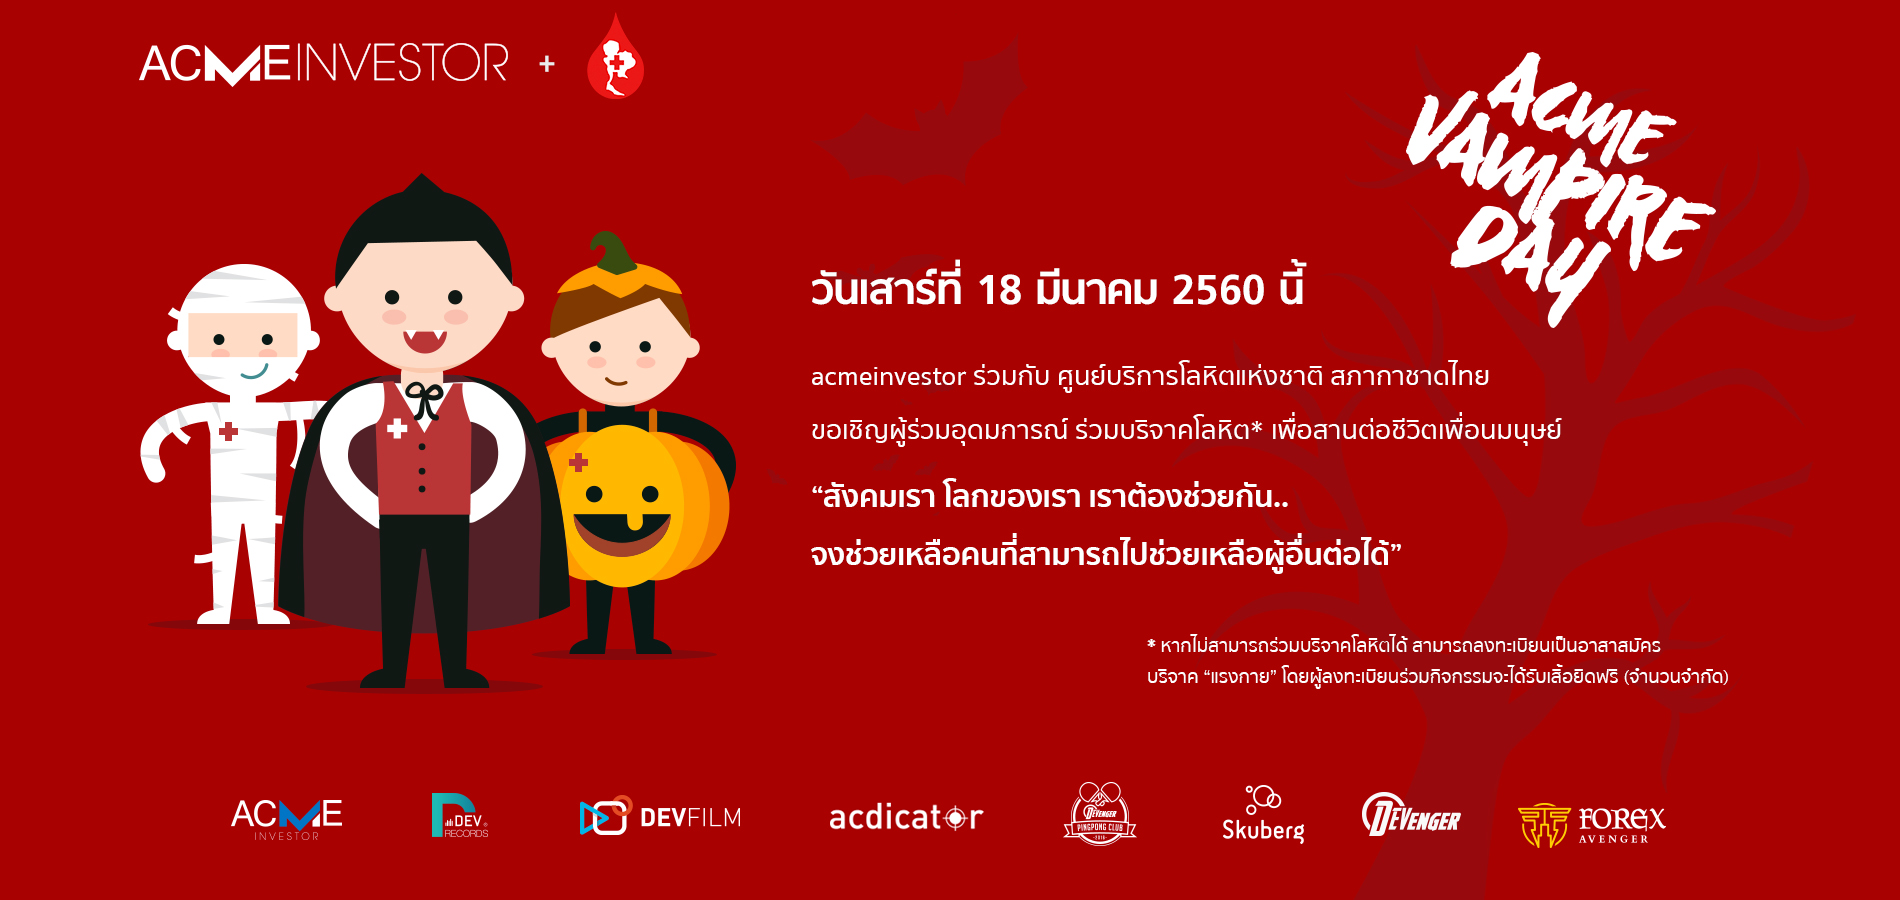 ACMEINVESTOR +
ACME
VAMPIRE
DAY
วันเสาร์ที่ 18 มีนาคม 2560 นี้
acmeinvestor ร่วมกับ ศูนย์บริการโลหิตแห่งชาติ สภากาชาดไทย
ขอเชิญผู้ร่วมอุดมการณ์ ร่วมบริจาคโลหิต* เพื่อสานต่อชีวิตเพื่อนมนุษย์
“สังคมเรา โลกของเรา เราต้องช่วยกัน..
จงช่วยเหลือคนที่สามารถไปช่วยเหลือผู้อื่นต่อได้”
* หากไม่สามารถร่วมบริจาคโลหิตได้ สามารถลงทะเบียนเป็นอาสาสมัคร
บริจาค “แรงกาย” โดยผู้ลงทะเบียนร่วมกิจกรรมจะได้รับเสื้อยืดฟรี (จำนวนจำกัด)
ACME
INVESTOR
DEV
RECORDS
DEVFILM
acdicator
DEVENGER
PINGPONG CLUB
2016
Skuberg
DEVENGER
FOREX
AVENGER